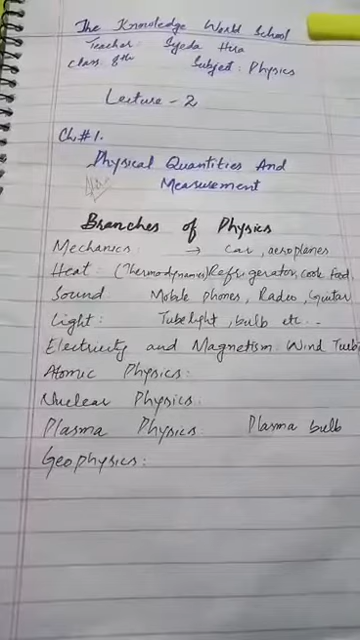 The Knowledge World School
Teacher: Syeda Hira
Class 8th Subject: Physics
Lecture - 2
Ch#1.
Physical Quantities And
Measurement
Branches of Physics
Mechanics → Car, aeroplanes
Heat: (Thermodynamics) Refrigerator, cook food,
Sound: Mobile phones, Radio, Guitar
Light: Tubelight, bulb etc...
Electricity and Magnetism: Wind Turbi
Atomic Physics:
Nuclear Physics:
Plasma Physics: Plasma bulb
Geophysics: